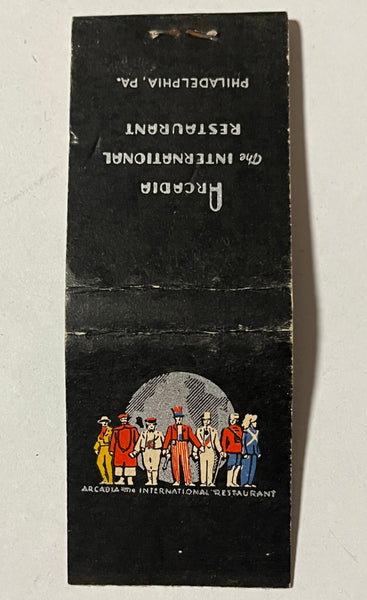 ARCADIA
The INTERNATIONAL
RESTAURANT
PHILADELPHIA, PA.
ARCADIA The INTERNATIONAL RESTAURANT